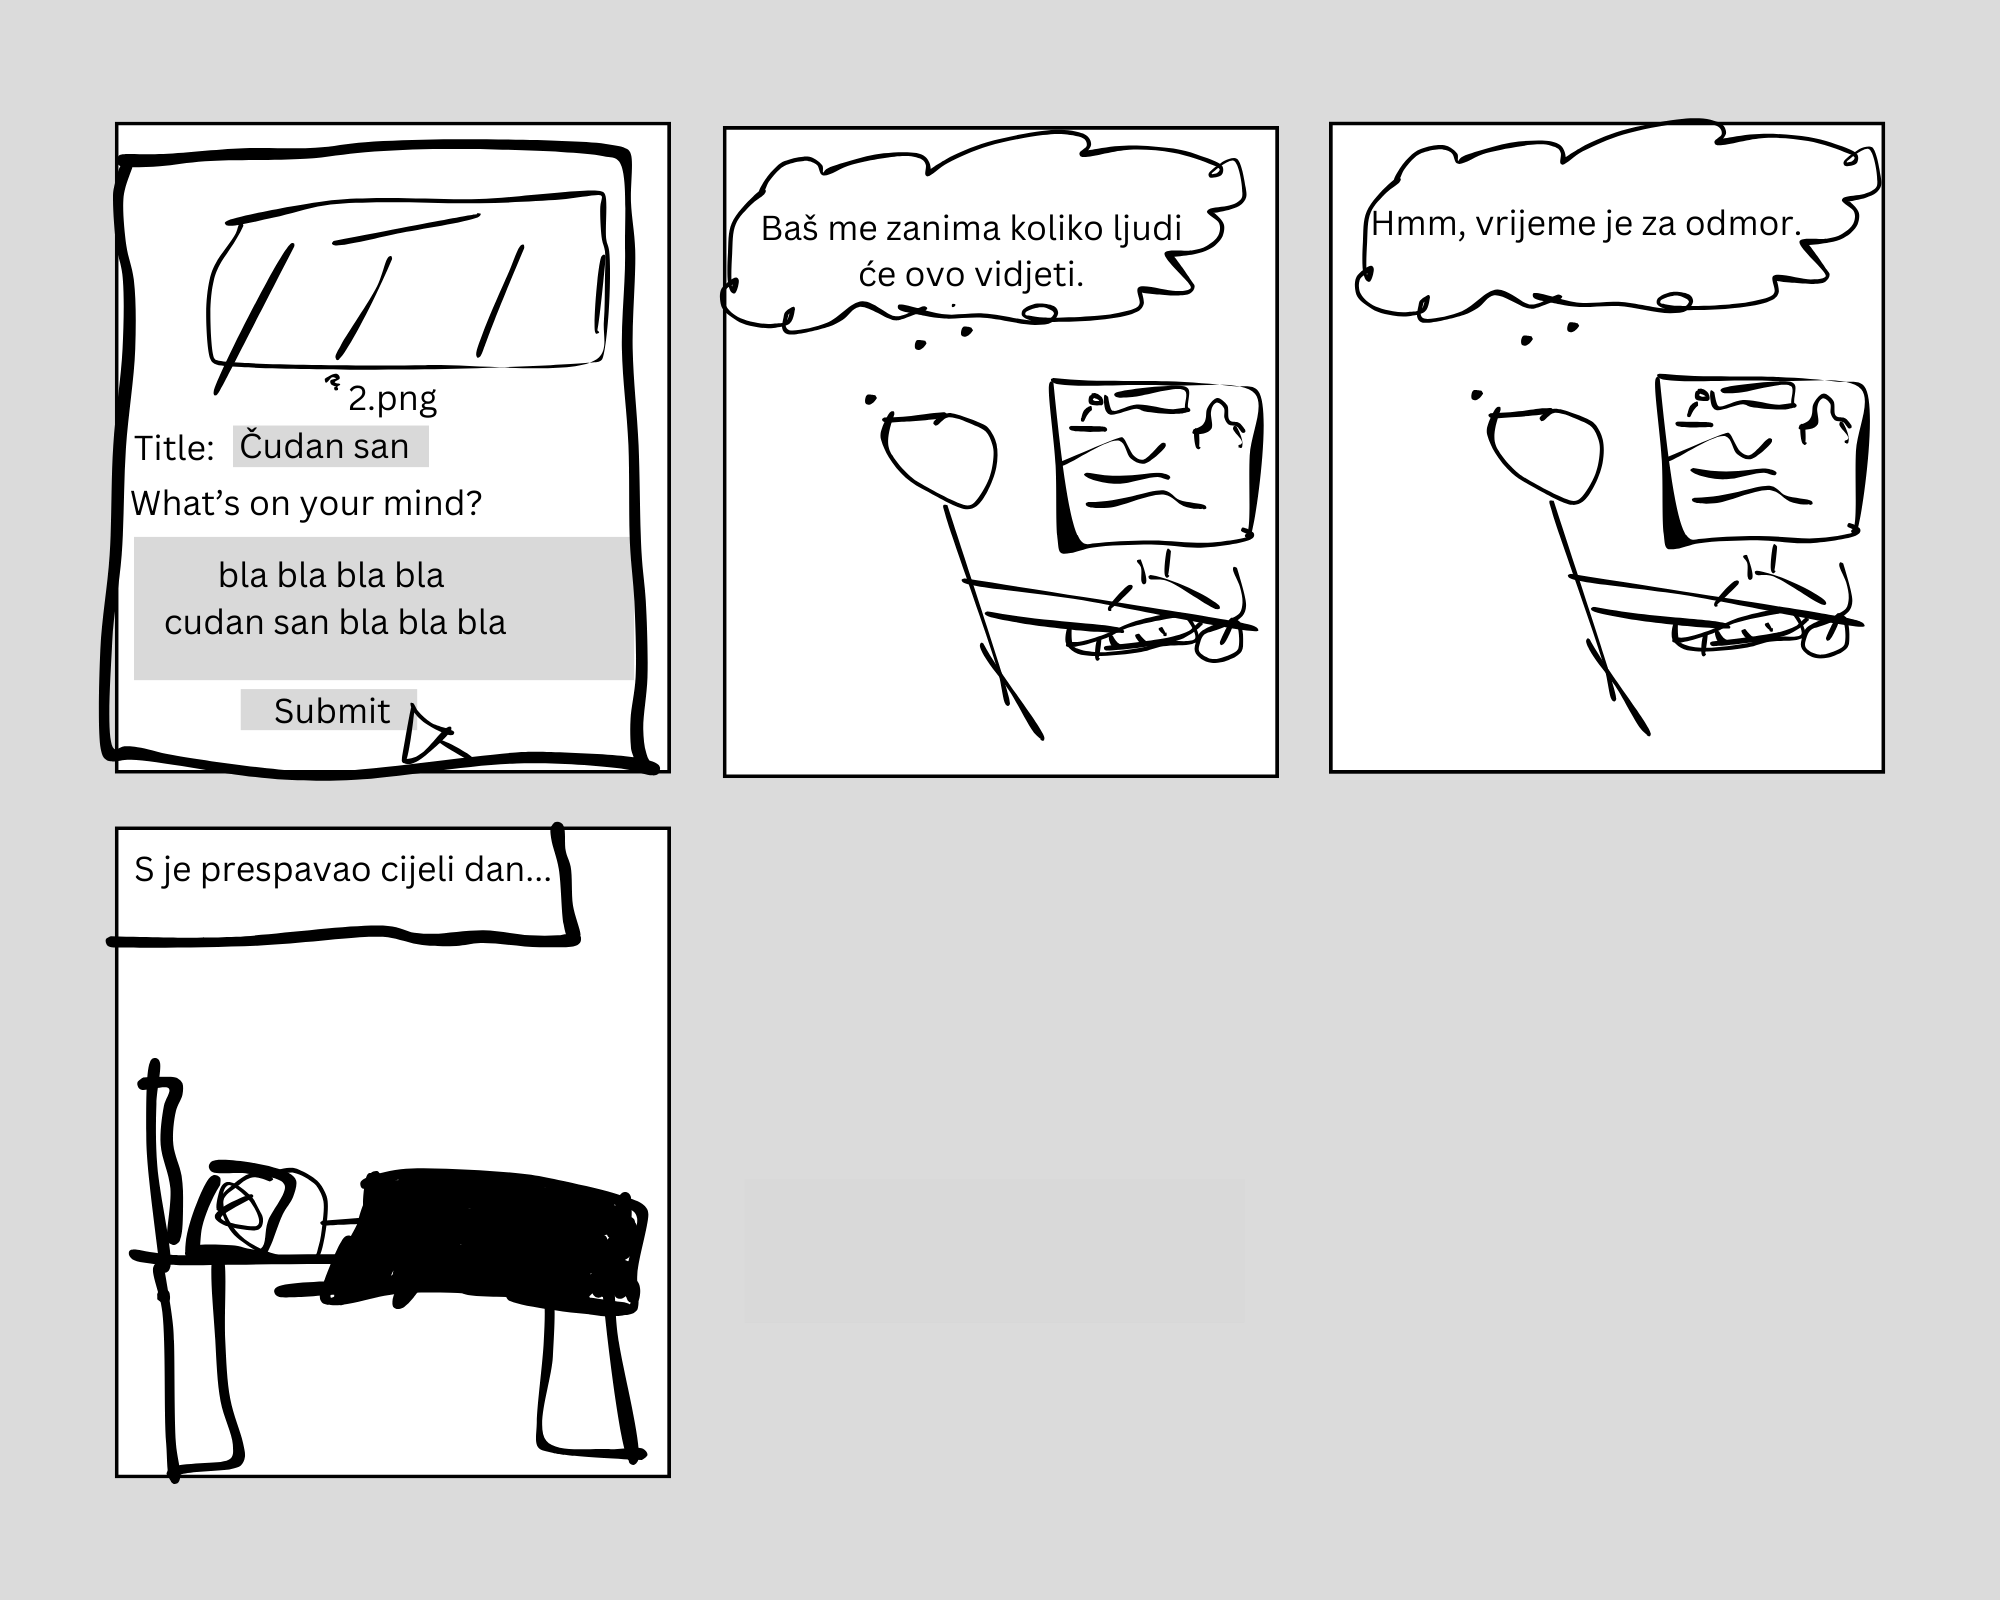 2.png
Title: Čudan san
What's on your mind?
bla bla bla bla
cudan san bla bla bla
Submit
Baš me zanima koliko ljudi
će ovo vidjeti.
Hmm, vrijeme je za odmor.
S je prespavao cijeli dan...